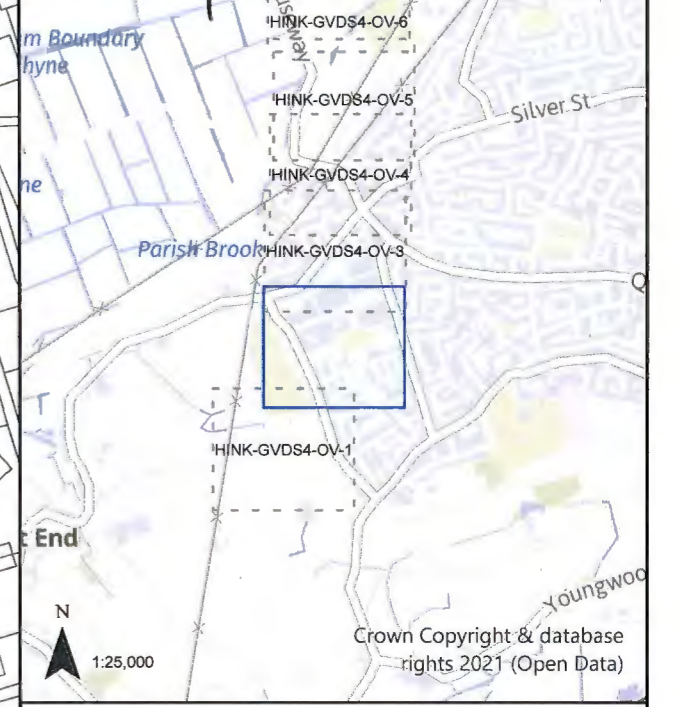 HINK-GVDS4-OV-6
m Boundary
hyne
HINK-GVDS4-OV-5
Silver St
HINK-GVDS4-OV-4
ne
Parish Brook
HINK-GVDS4-OV-3
Q
HINK-GVDS4-OV-1
t End
Youngwoo
N
1:25,000
Crown Copyright & database
rights 2021 (Open Data)